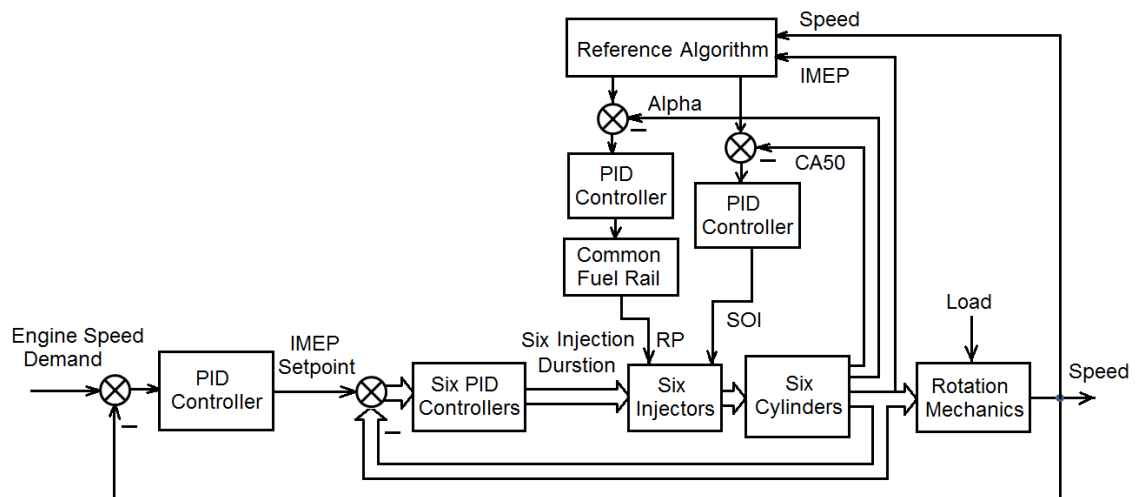 Speed
Reference Algorithm
IMEP
Alpha
–
–
CA50
PID
Controller
PID
Controller
Common
Fuel Rail
Load
SOI
RP
Engine Speed
Demand
IMEP
Setpoint
Six Injection
Durstion
Speed
PID
Controller
Six PID
Controllers
Six
Injectors
Six
Cylinders
Rotation
Mechanics
–
–